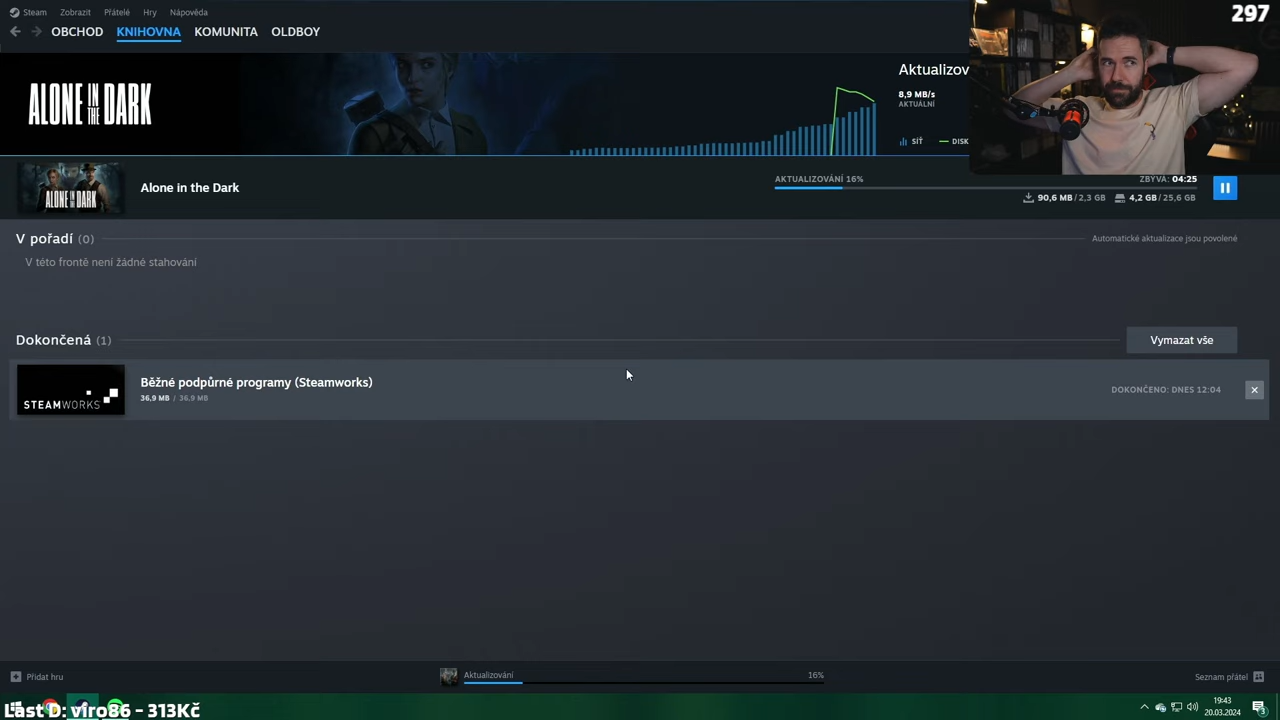 Steam Zobrazit Přátelé Hry Nápověda
297
OBCHOD KNIHOVNA KOMUNITA OLDBOY
ALONE IN THE DARK
Aktualizov
8,9 MB/s
AKTUÁLNÍ
SÍŤ DISK
ALONE IN THE DARK
Alone in the Dark
AKTUALIZOVÁNÍ 16%
ZBÝVÁ: 04:25
90,6 MB / 2,3 GB 4,2 GB / 25,6 GB
V pořadí (0)
Automatické aktualizace jsou povolené
V této frontě není žádné stahování
Dokončená (1)
Vymazat vše
STEAMWORKS
Běžné podpůrné programy (Steamworks)
36,9 MB / 36,9 MB
DOKONČENO: DNES 12:04
Přidat hru
Aktualizování 16%
Seznam přátel
Last D: viro86 - 313Kč
19:43
20.03.2024
3